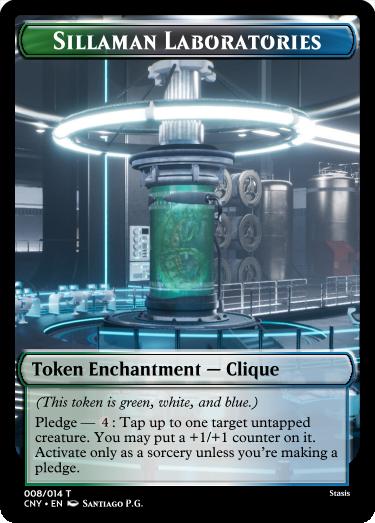 Sillaman Laboratories
Token Enchantment — Clique
(This token is green, white, and blue.)
Pledge — 4 : Tap up to one target untapped
creature. You may put a +1/+1 counter on it.
Activate only as a sorcery unless you're making a
pledge.
008/014 T
Stasis
CNY • EN Santiago P.G.